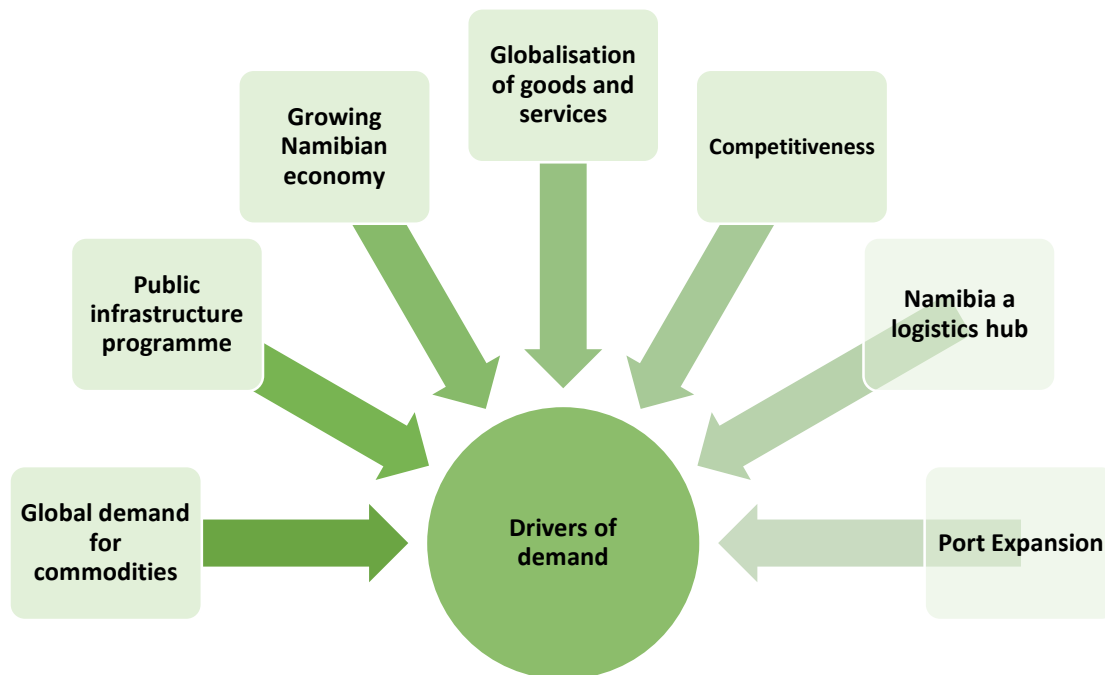 Globalisation
of goods and
services
Growing
Namibian
economy
Competitiveness
Public
infrastructure
programme
Namibia a
logistics hub
Global demand
for
commodities
Drivers of
demand
Port Expansion